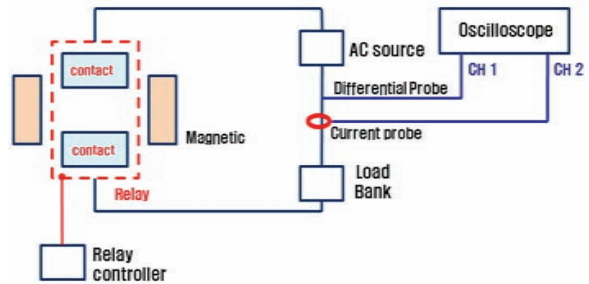 Oscilloscope
AC source
contact
CH 1
CH 2
Differential Probe
Magnetic
Current probe
contact
Relay
Load
Bank
Relay
controller